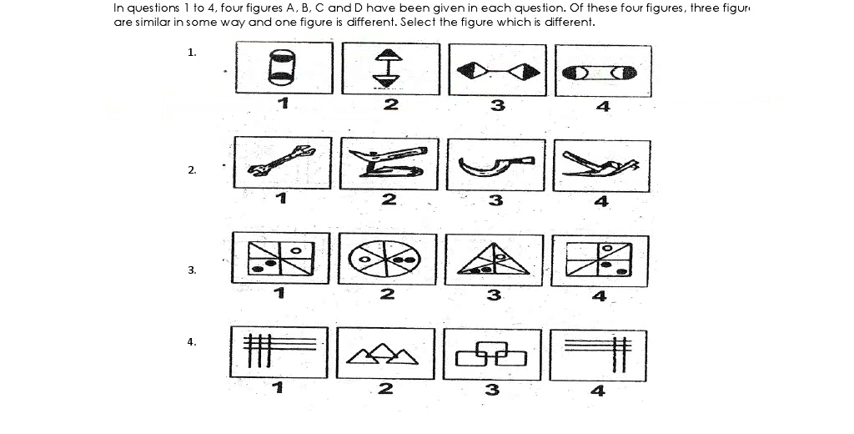 In questions 1 to 4, four figures A, B, C and D have been given in each question. Of these four figures, three figure
are similar in some way and one figure is different. Select the figure which is different.
1.
1 2 3 4
2.
1 2 3 4
3.
1 2 3 4
4.
1 2 3 4